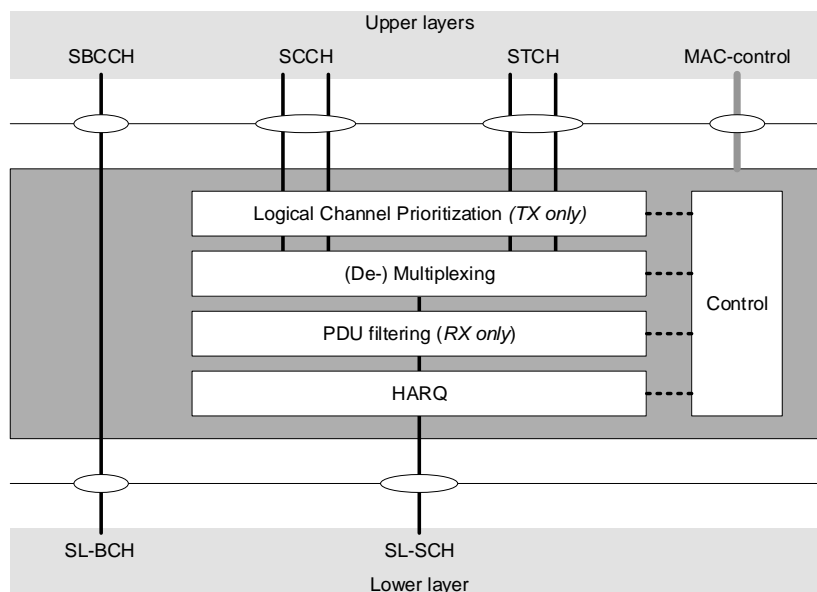 Upper layers
SBCCH SCCH STCH MAC-control
Logical Channel Prioritization (TX only)
(De-) Multiplexing
Control
PDU filtering (RX only)
HARQ
SL-BCH SL-SCH
Lower layer